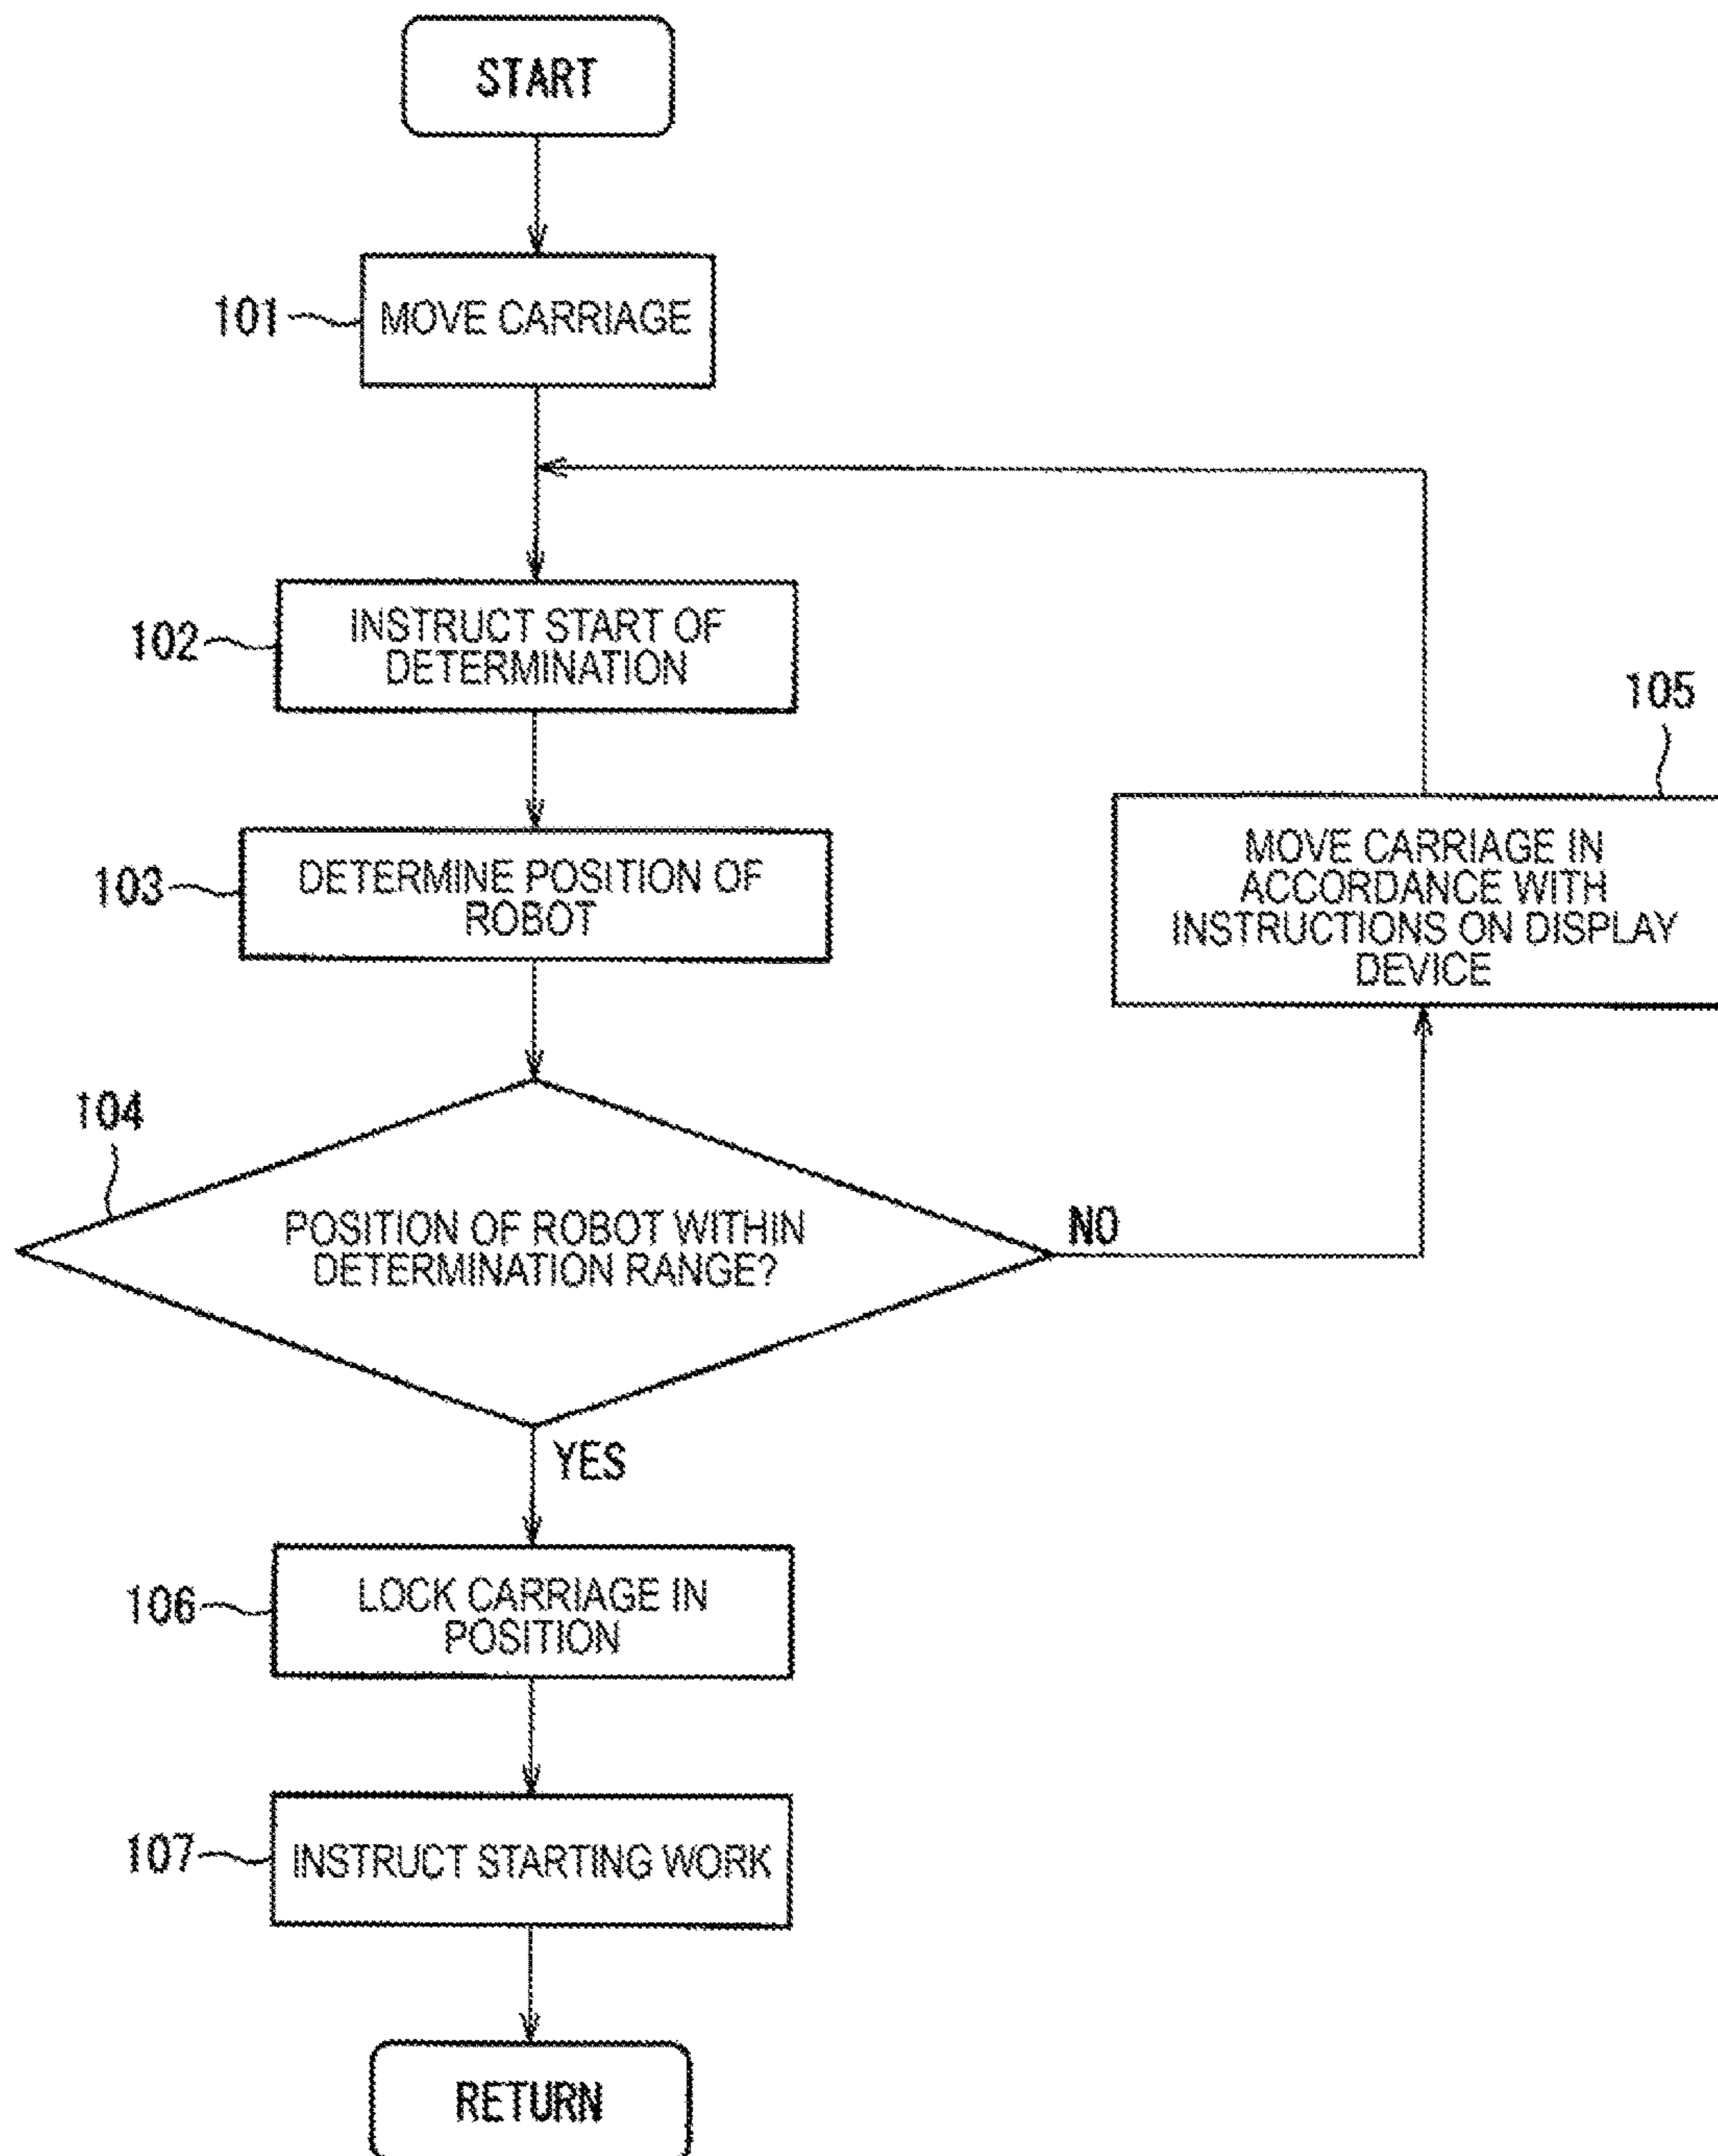 START
101
MOVE CARRIAGE
102
INSTRUCT START OF
DETERMINATION
103
DETERMINE POSITION OF
ROBOT
104
POSITION OF ROBOT WITHIN
DETERMINATION RANGE?
NO
105
MOVE CARRIAGE IN
ACCORDANCE WITH
INSTRUCTIONS ON DISPLAY
DEVICE
YES
106
LOCK CARRIAGE IN
POSITION
107
INSTRUCT STARTING WORK
RETURN